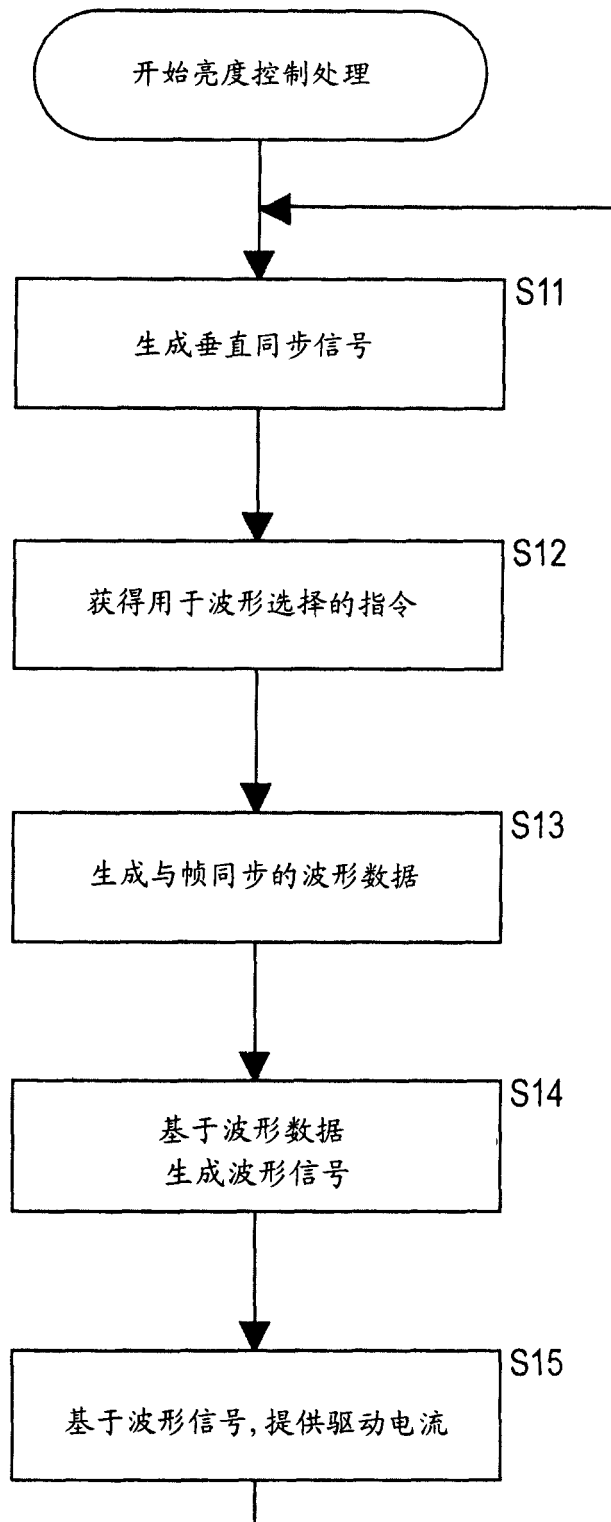 开始亮度控制处理
S11
生成垂直同步信号
S12
获得用于波形选择的指令
S13
生成与帧同步的波形数据
S14
基于波形数据
生成波形信号
S15
基于波形信号,提供驱动电流